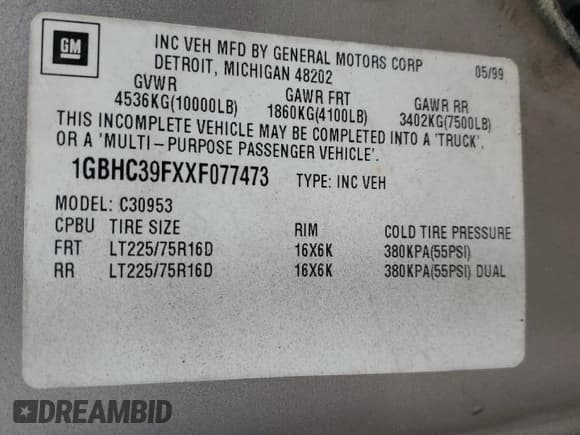 GM
INC VEH MFD BY GENERAL MOTORS CORP
DETROIT, MICHIGAN 48202
05/99
GVWR GAWR FRT GAWR RR
4536KG(10000LB) 1860KG(4100LB) 3402KG(7500LB)
THIS INCOMPLETE VEHICLE MAY BE COMPLETED INTO A 'TRUCK',
OR A 'MULTI-PURPOSE PASSENGER VEHICLE'.
1GBHC39FXXF077473 TYPE: INC VEH
MODEL: C30953
CPBU TIRE SIZE RIM COLD TIRE PRESSURE
FRT LT225/75R16D 16X6K 380KPA(55PSI)
RR LT225/75R16D 16X6K 380KPA(55PSI) DUAL
DREAMBID